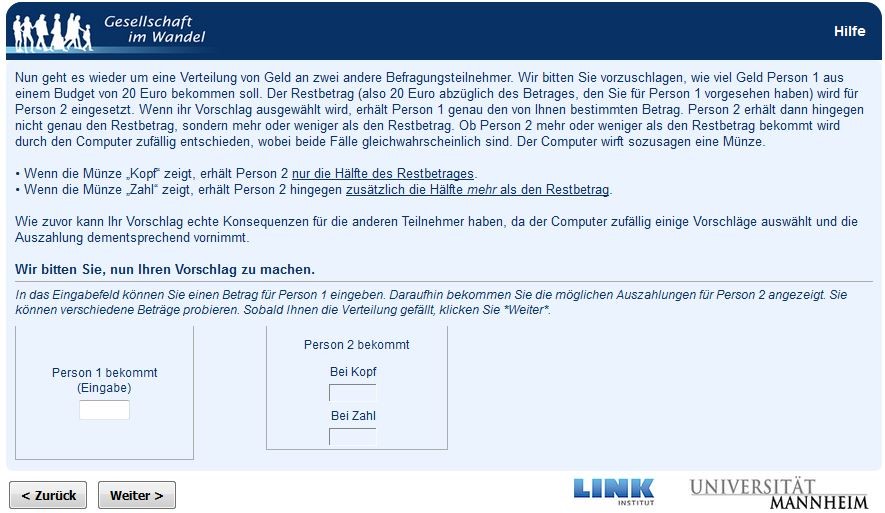 Gesellschaft
im Wandel
Hilfe
Nun geht es wieder um eine Verteilung von Geld an zwei andere Befragungsteilnehmer. Wir bitten Sie vorzuschlagen, wie viel Geld Person 1 aus
einem Budget von 20 Euro bekommen soll. Der Restbetrag (also 20 Euro abzüglich des Betrages, den Sie für Person 1 vorgesehen haben) wird für
Person 2 eingesetzt. Wenn ihr Vorschlag ausgewählt wird, erhält Person 1 genau den von Ihnen bestimmten Betrag. Person 2 erhält dann hingegen
nicht genau den Restbetrag, sondern mehr oder weniger als den Restbetrag. Ob Person 2 mehr oder weniger als den Restbetrag bekommt wird
durch den Computer zufällig entschieden, wobei beide Fälle gleichwahrscheinlich sind. Der Computer wirft sozusagen eine Münze.
• Wenn die Münze „Kopf“ zeigt, erhält Person 2 nur die Hälfte des Restbetrages.
• Wenn die Münze „Zahl“ zeigt, erhält Person 2 hingegen zusätzlich die Hälfte mehr als den Restbetrag.
Wie zuvor kann Ihr Vorschlag echte Konsequenzen für die anderen Teilnehmer haben, da der Computer zufällig einige Vorschläge auswählt und die
Auszahlung dementsprechend vornimmt.
Wir bitten Sie, nun Ihren Vorschlag zu machen.
In das Eingabefeld können Sie einen Betrag für Person 1 eingeben. Daraufhin bekommen Sie die möglichen Auszahlungen für Person 2 angezeigt. Sie
können verschiedene Beträge probieren. Sobald Ihnen die Verteilung gefällt, klicken Sie *Weiter*.
Person 1 bekommt
(Eingabe)
Person 2 bekommt
Bei Kopf
Bei Zahl
< Zurück
Weiter >
LINK
INSTITUT
UNIVERSITÄT
MANNHEIM